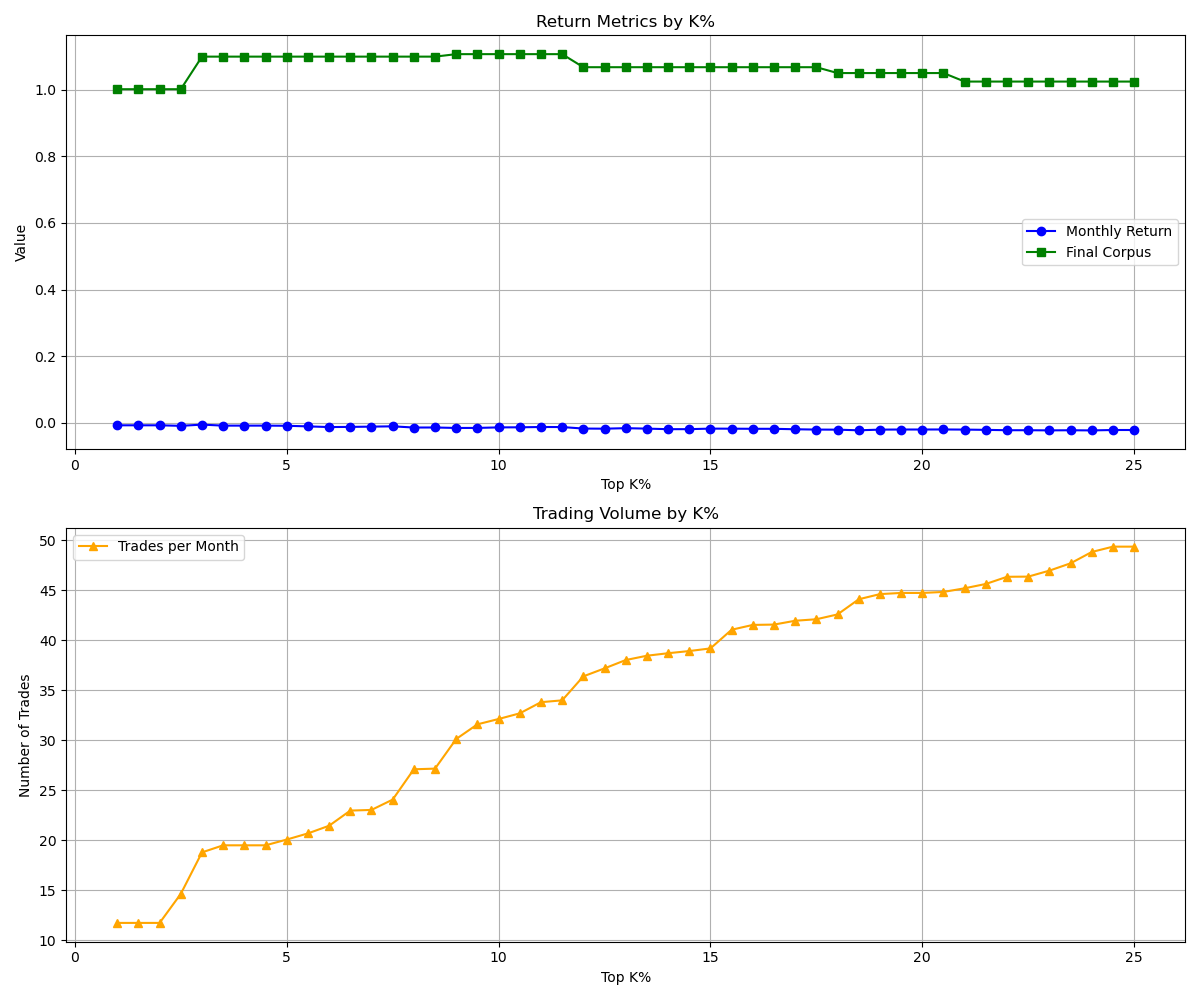 Return Metrics by K%
Value
1.0
0.8
0.6
0.4
0.2
0.0
Monthly Return
Final Corpus
0 5 10 15 20 25
Top K%
Trading Volume by K%
Number of Trades
50
45
40
35
30
25
20
15
10
Trades per Month
0 5 10 15 20 25
Top K%